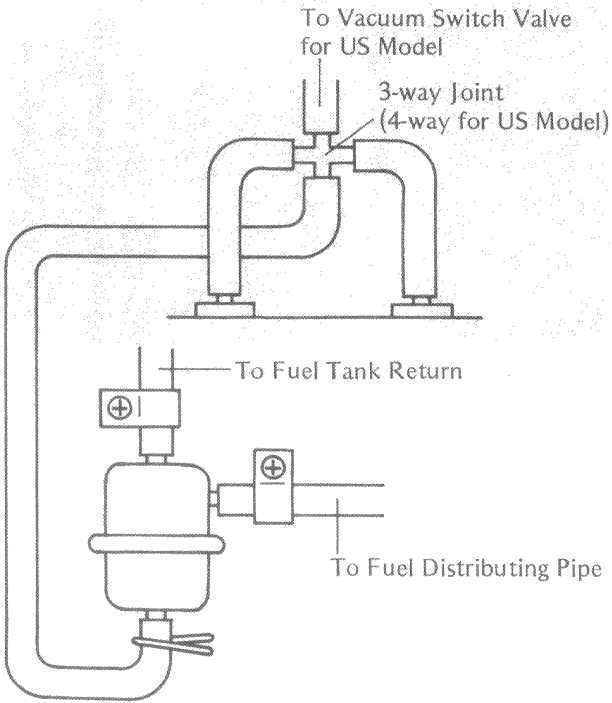 To Vacuum Switch Valve
for US Model
3-way Joint
(4-way for US Model)
To Fuel Tank Return
To Fuel Distributing Pipe